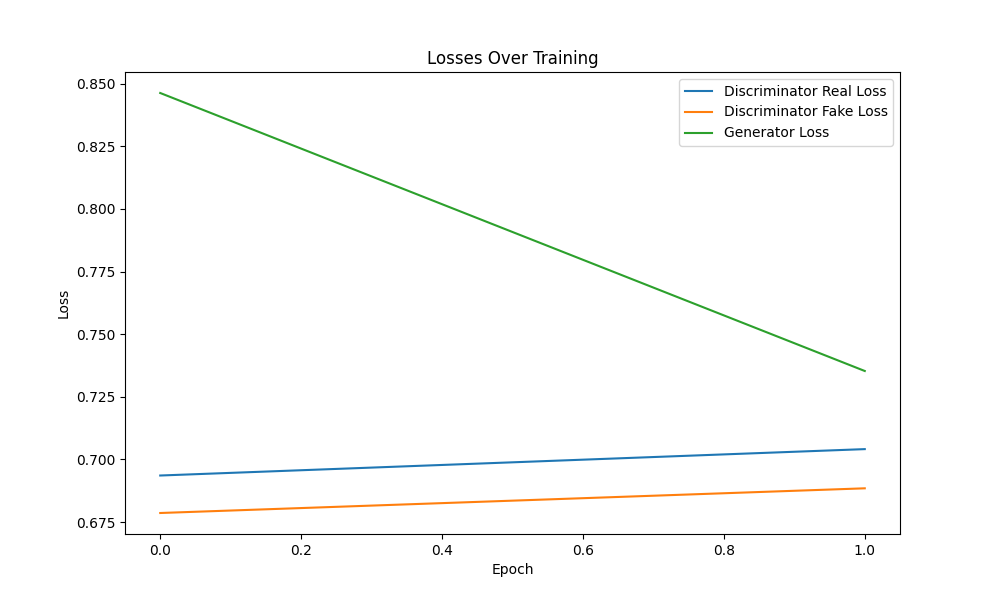 Losses Over Training
Discriminator Real Loss
Discriminator Fake Loss
Generator Loss
0.850
0.825
0.800
0.775
0.750
0.725
0.700
0.675
Loss
0.0 0.2 0.4 0.6 0.8 1.0
Epoch